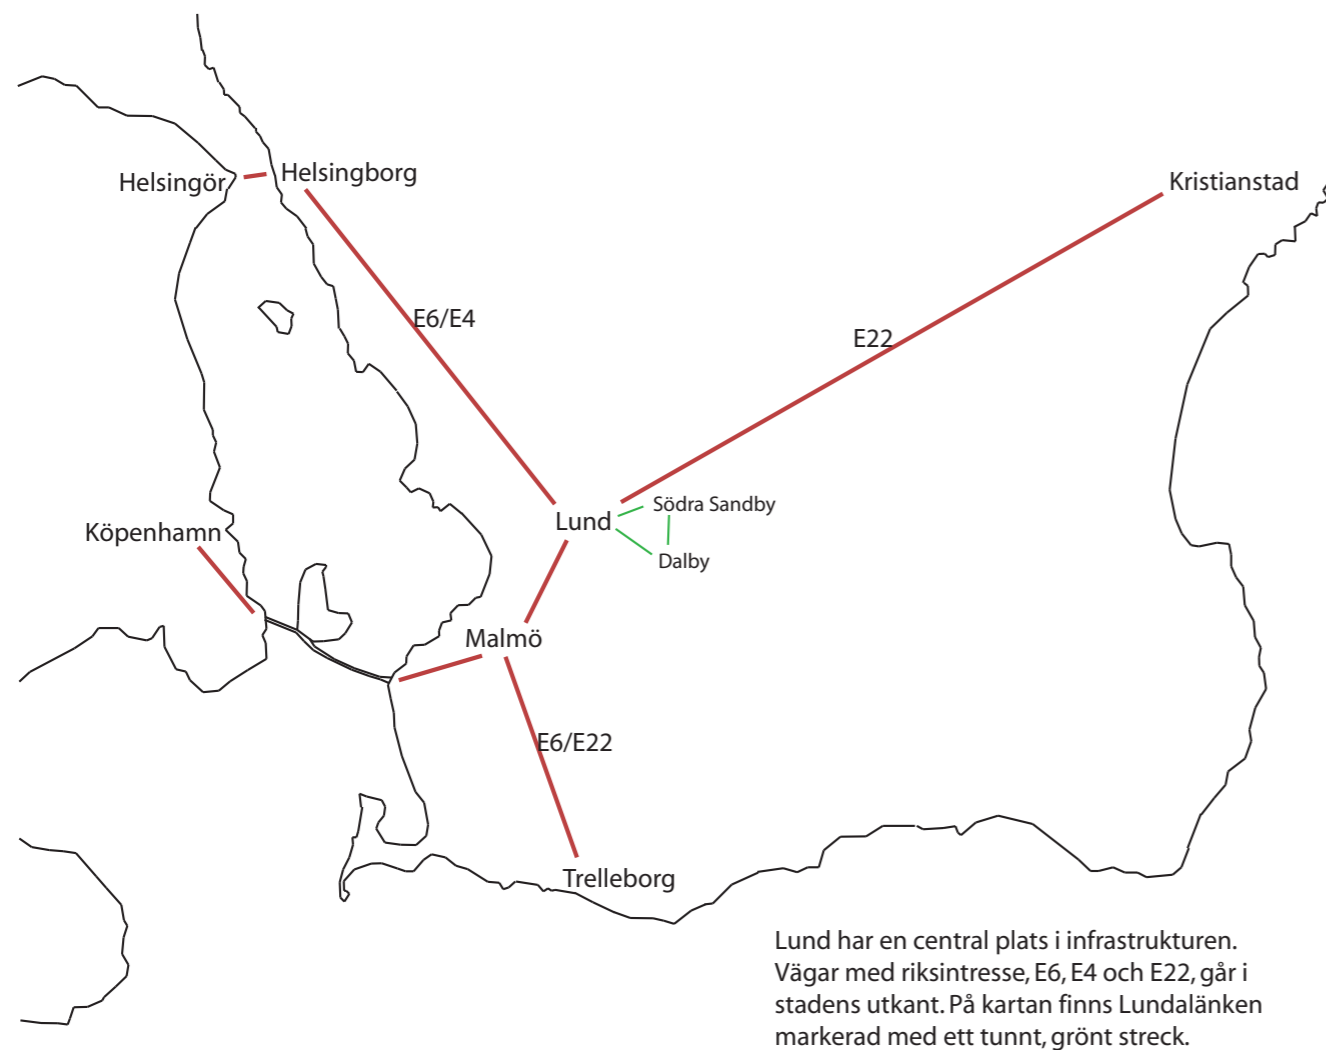 Helsingborg
Helsingör
Kristianstad
E6/E4
E22
Södra Sandby
Lund
Köpenhamn
Dalby
Malmö
E6/E22
Trelleborg
Lund har en central plats i infrastrukturen.
Vägar med riksintresse, E6, E4 och E22, går i
stadens utkant. På kartan finns Lundalänken
markerad med ett tunnt, grönt streck.